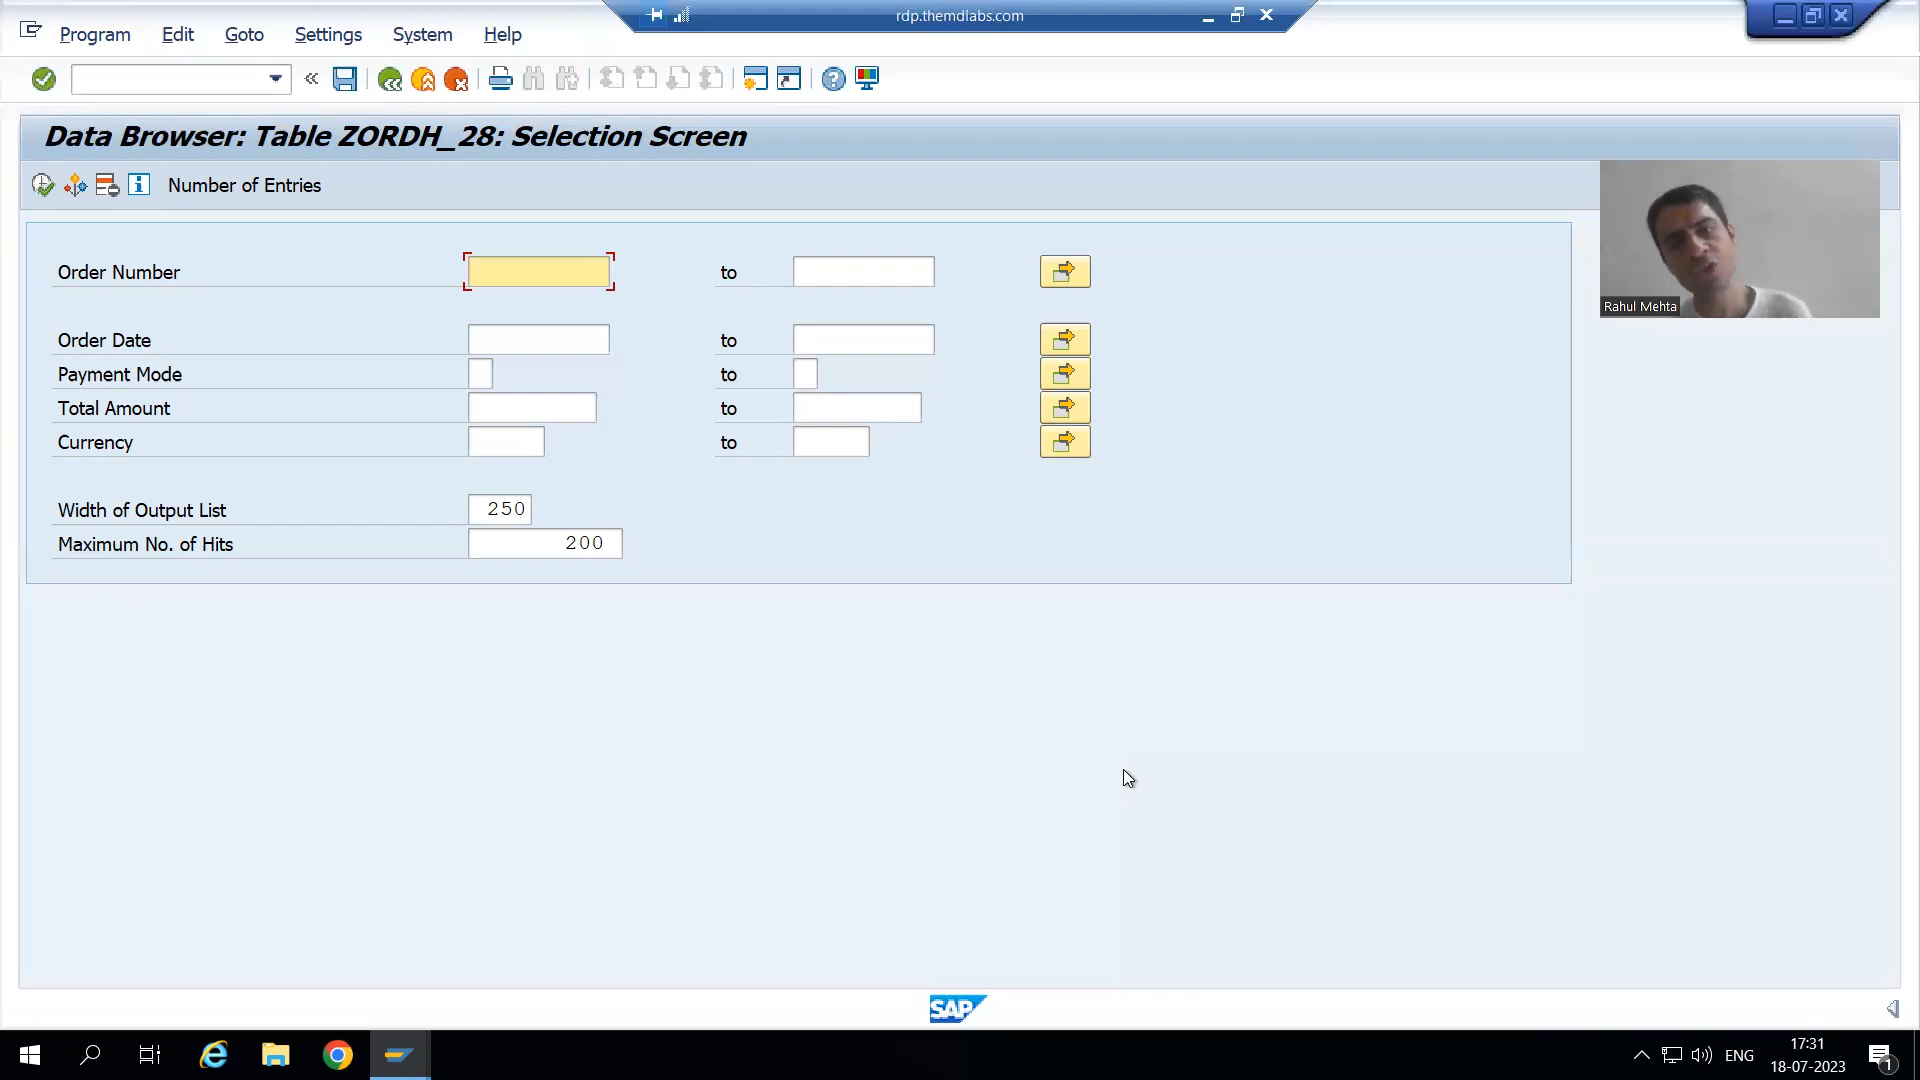 rdp.themdlabs.com
Program Edit Goto Settings System Help
Data Browser: Table ZORDH_28: Selection Screen
Number of Entries
Order Number to
Order Date to
Payment Mode to
Total Amount to
Currency to
Width of Output List 250
Maximum No. of Hits 200
Rahul Mehta
SAP
ENG
17:31
18-07-2023
1